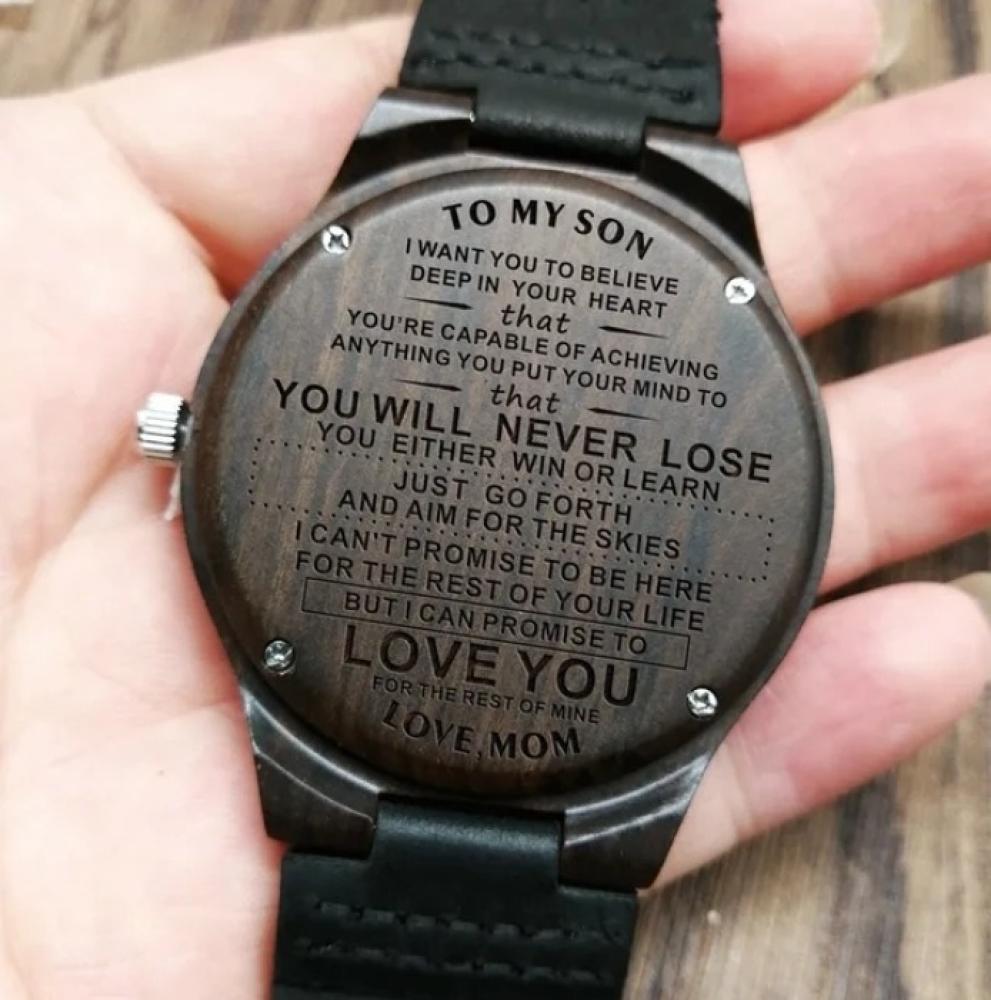 TO MY SON
I WANT YOU TO BELIEVE
DEEP IN YOUR HEART
that
YOU'RE CAPABLE OF ACHIEVING
ANYTHING YOU PUT YOUR MIND TO
that
YOU WILL NEVER LOSE
YOU EITHER WIN OR LEARN
JUST GO FORTH
AND AIM FOR THE SKIES
I CAN'T PROMISE TO BE HERE
FOR THE REST OF YOUR LIFE
BUT I CAN PROMISE TO
LOVE YOU
FOR THE REST OF MINE
LOVE, MOM